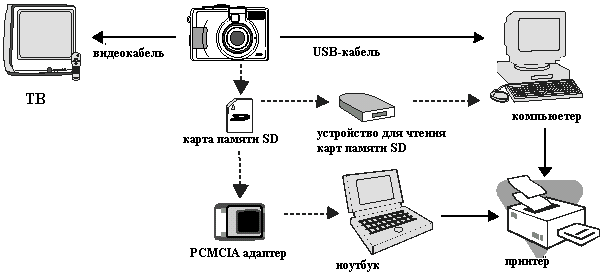 видеокабель
USB-кабель
ТВ
карта памяти SD
устройство для чтения
карт памяти SD
компьюетер
PCMCIA адаптер
ноутбук
принтер